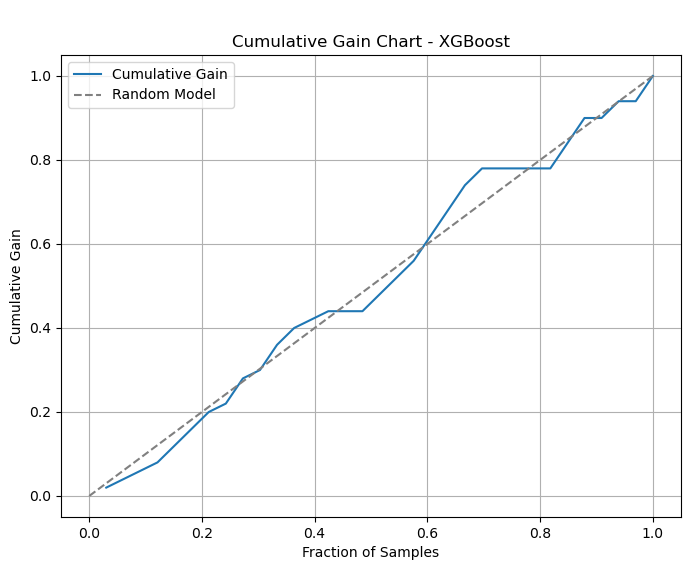 Cumulative Gain Chart - XGBoost
Cumulative Gain
Random Model
1.0
0.8
0.6
0.4
0.2
0.0
Cumulative Gain
0.0 0.2 0.4 0.6 0.8 1.0
Fraction of Samples